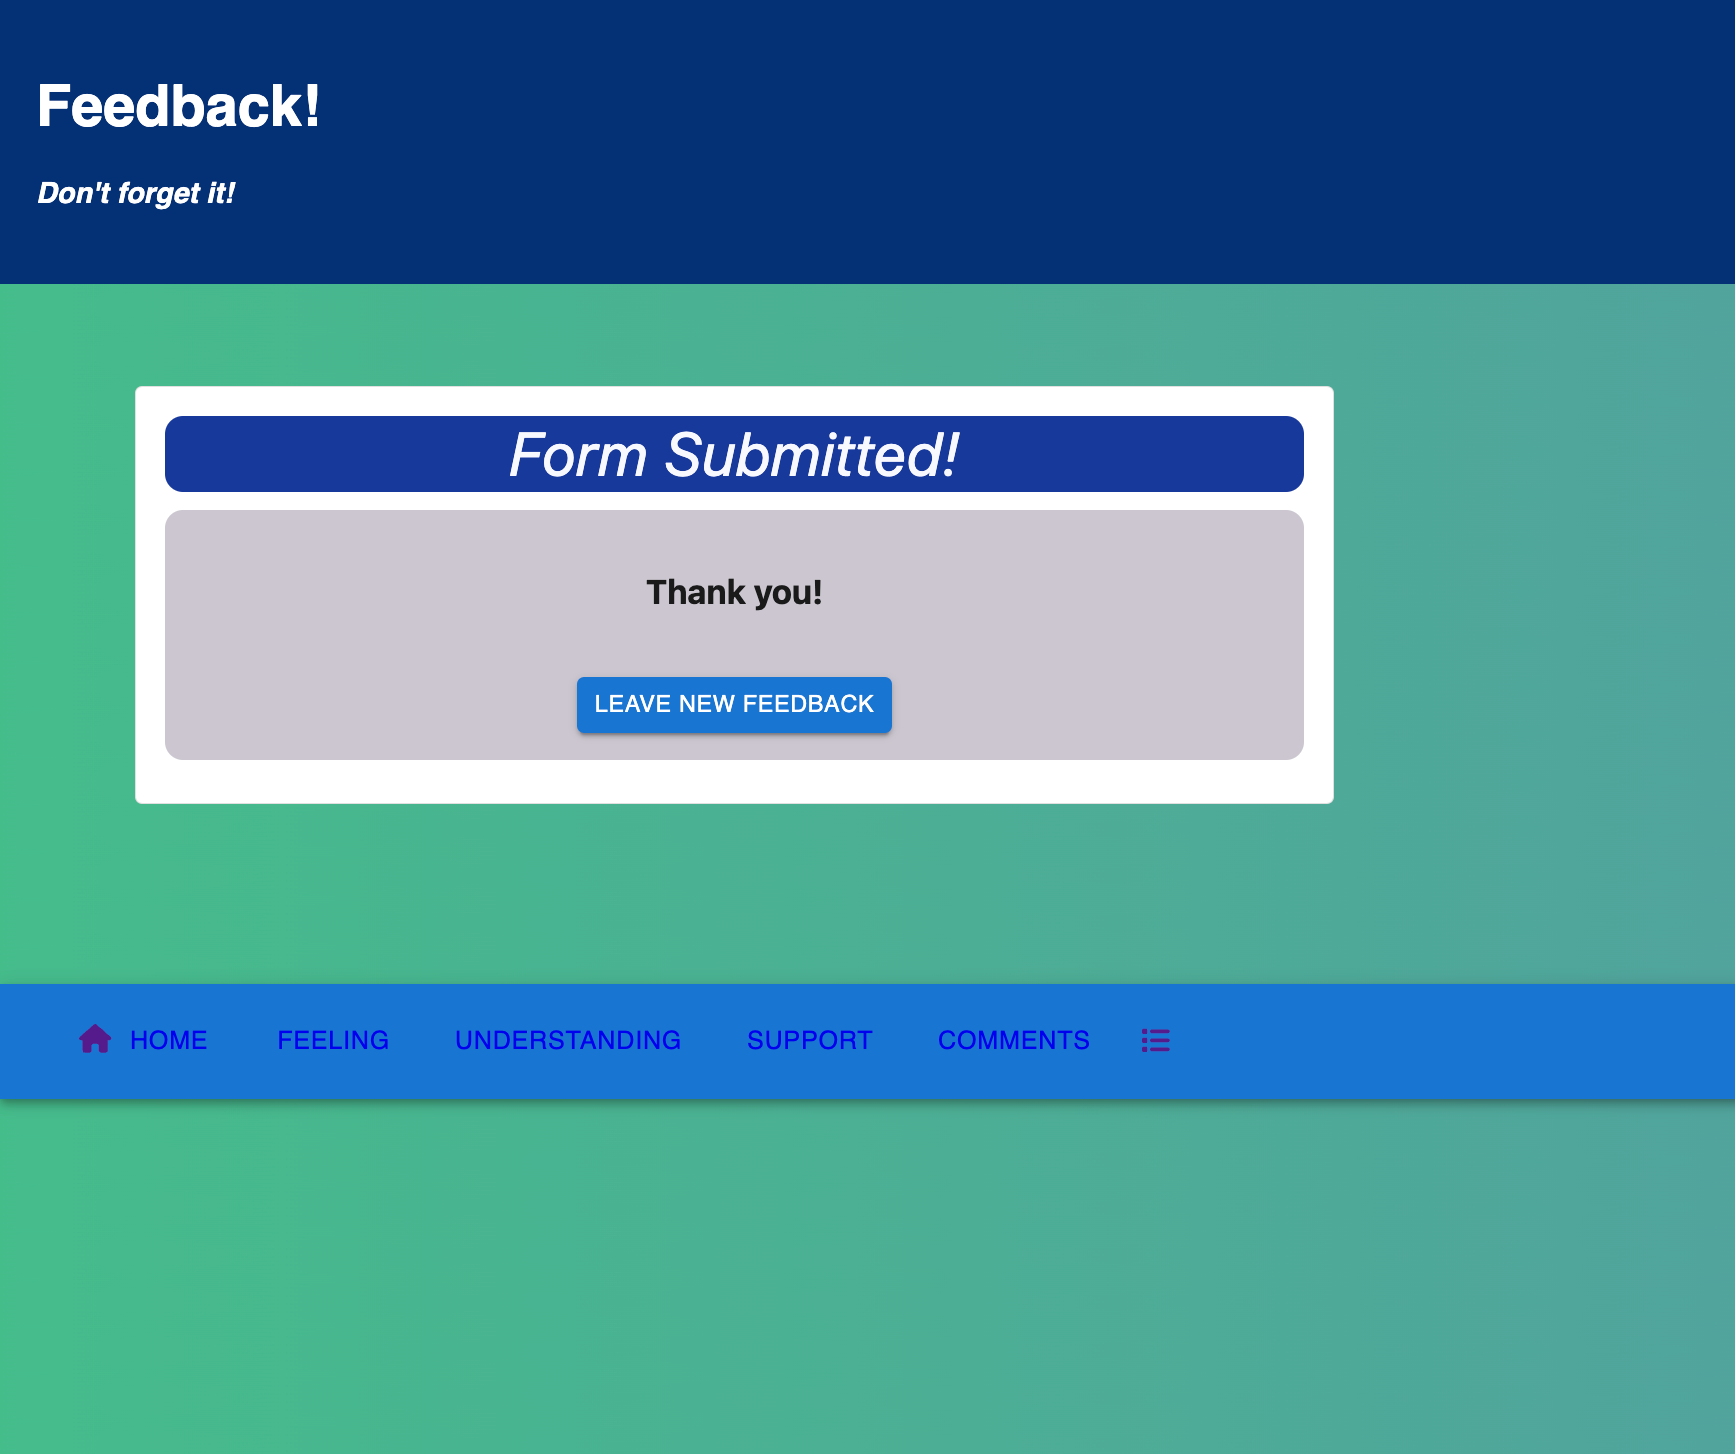 Feedback!
Don't forget it!
Form Submitted!
Thank you!
LEAVE NEW FEEDBACK
HOME FEELING UNDERSTANDING SUPPORT COMMENTS